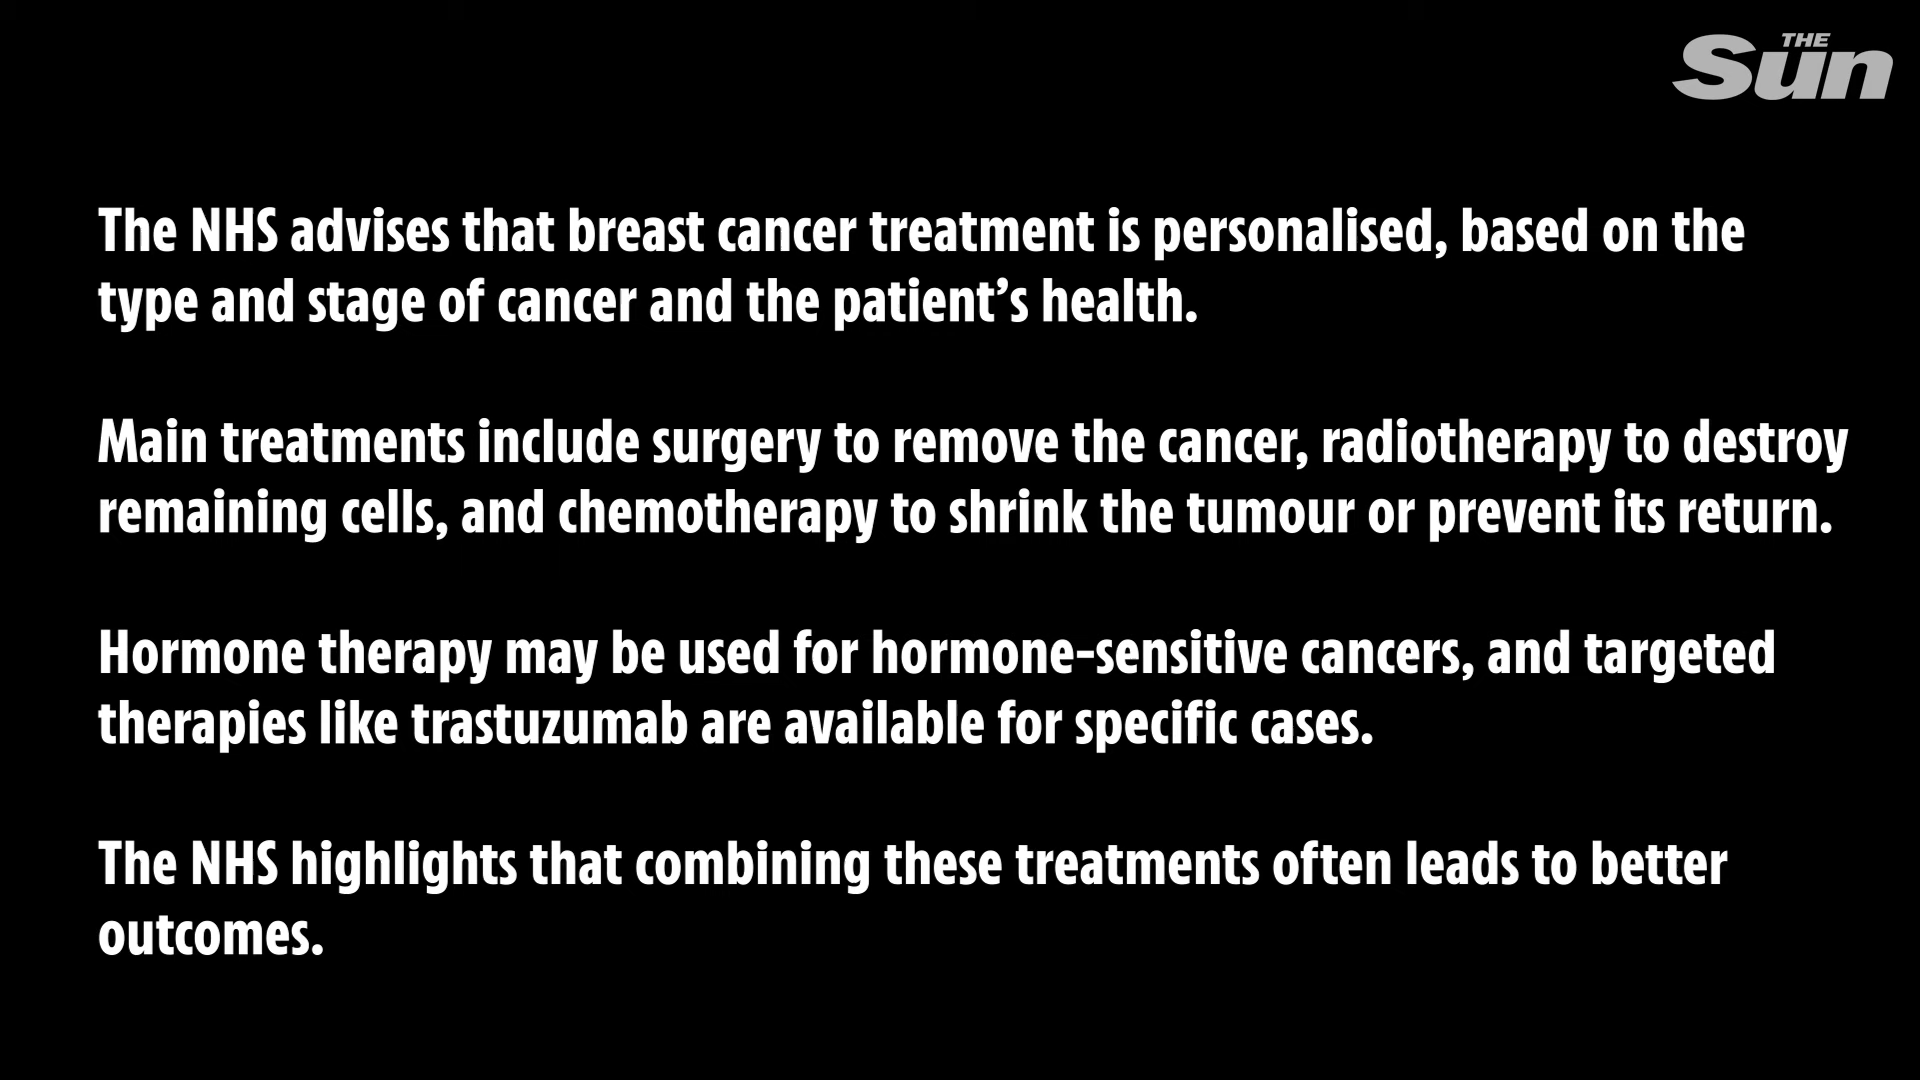 THE
Sun
The NHS advises that breast cancer treatment is personalised, based on the
type and stage of cancer and the patient’s health.
Main treatments include surgery to remove the cancer, radiotherapy to destroy
remaining cells, and chemotherapy to shrink the tumour or prevent its return.
Hormone therapy may be used for hormone-sensitive cancers, and targeted
therapies like trastuzumab are available for specific cases.
The NHS highlights that combining these treatments often leads to better
outcomes.